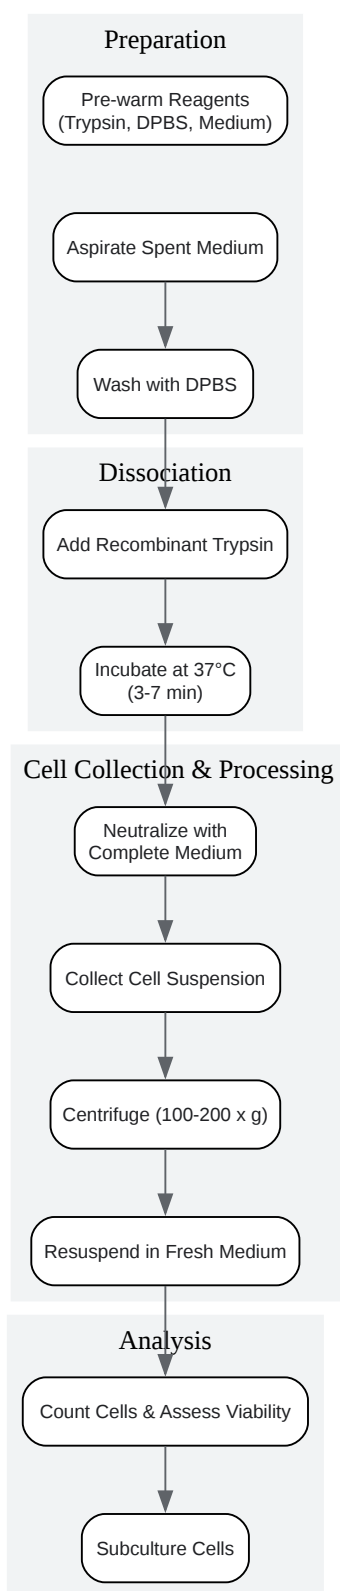 Preparation
Pre-warm Reagents
(Trypsin, DPBS, Medium)
Aspirate Spent Medium
Wash with DPBS
Dissociation
Add Recombinant Trypsin
Incubate at 37°C
(3-7 min)
Cell Collection & Processing
Neutralize with
Complete Medium
Collect Cell Suspension
Centrifuge (100-200 x g)
Resuspend in Fresh Medium
Analysis
Count Cells & Assess Viability
Subculture Cells